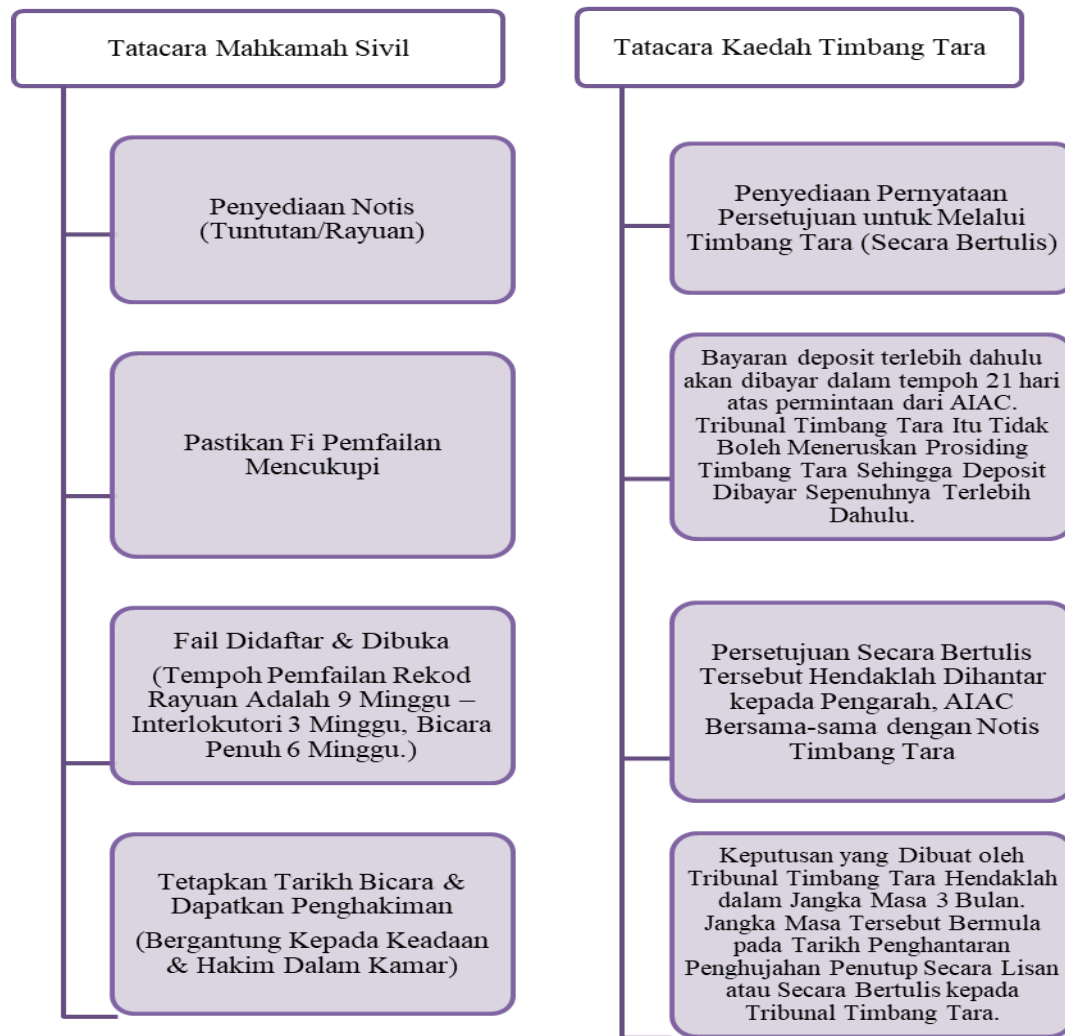 Tatacara Mahkamah Sivil
Penyediaan Notis
(Tuntutan/Rayuan)
Pastikan Fi Pemfailan
Mencukupi
Fail Didaftar & Dibuka
(Tempoh Pemfailan Rekod
Rayuan Adalah 9 Minggu –
Interlokutori 3 Minggu, Bicara
Penuh 6 Minggu.)
Tetapkan Tarikh Bicara &
Dapatkan Penghakiman
(Bergantung Kepada Keadaan
& Hakim Dalam Kamar)
Tatacara Kaedah Timbang Tara
Penyediaan Pernyataan
Persetujuan untuk Melalui
Timbang Tara (Secara Bertulis)
Bayaran deposit terlebih dahulu
akan dibayar dalam tempoh 21 hari
atas permintaan dari AIAC.
Tribunal Timbang Tara Itu Tidak
Boleh Meneruskan Prosiding
Timbang Tara Sehingga Deposit
Dibayar Sepenuhnya Terlebih
Dahulu.
Persetujuan Secara Bertulis
Tersebut Hendaklah Dihantar
kepada Pengarah, AIAC
Bersama-sama dengan Notis
Timbang Tara
Keputusan yang Dibuat oleh
Tribunal Timbang Tara Hendaklah
dalam Jangka Masa 3 Bulan.
Jangka Masa Tersebut Bermula
pada Tarikh Penghantaran
Penghujahan Penutup Secara Lisan
atau Secara Bertulis kepada
Tribunal Timbang Tara.